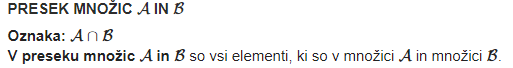 PRESEK MNOŽIC 𝒜 IN ℬ
Oznaka: 𝒜 ∩ ℬ
V preseku množic 𝒜 in ℬ so vsi elementi, ki so v množici 𝒜 in množici ℬ.